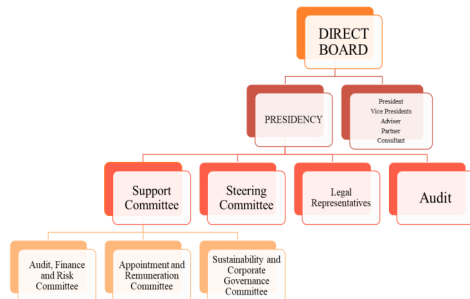 DIRECT
BOARD
PRESIDENCY
President
Vice Presidents
Adviser
Partner
Consultant
Support
Committee
Steering
Committee
Legal
Representatives
Audit
Audit, Finance
and Risk
Committee
Appointment and
Remuneration
Committee
Sustainability and
Corporate
Governance
Committee